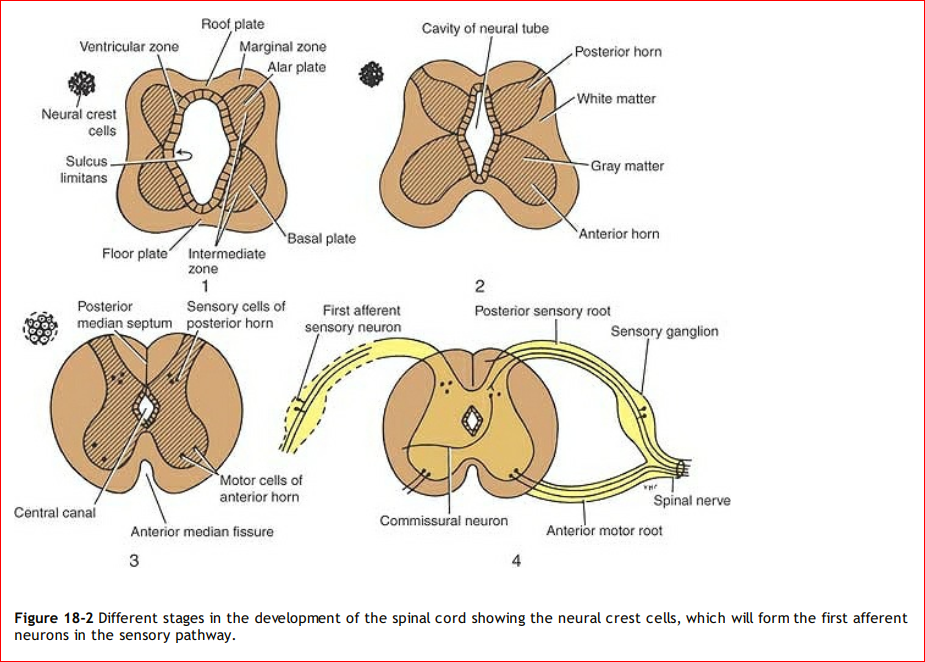 Roof plate
Ventricular zone
Marginal zone
Alar plate
Neural crest
cells
Sulcus
limitans
Basal plate
Floor plate
Intermediate
zone
1
Cavity of neural tube
Posterior horn
White matter
Gray matter
Anterior horn
2
Posterior
median septum
Sensory cells of
posterior horn
Motor cells of
anterior horn
Central canal
Anterior median fissure
3
First afferent
sensory neuron
Posterior sensory root
Sensory ganglion
Spinal nerve
Commissural neuron
Anterior motor root
4
Figure 18-2 Different stages in the development of the spinal cord showing the neural crest cells, which will form the first afferent
neurons in the sensory pathway.